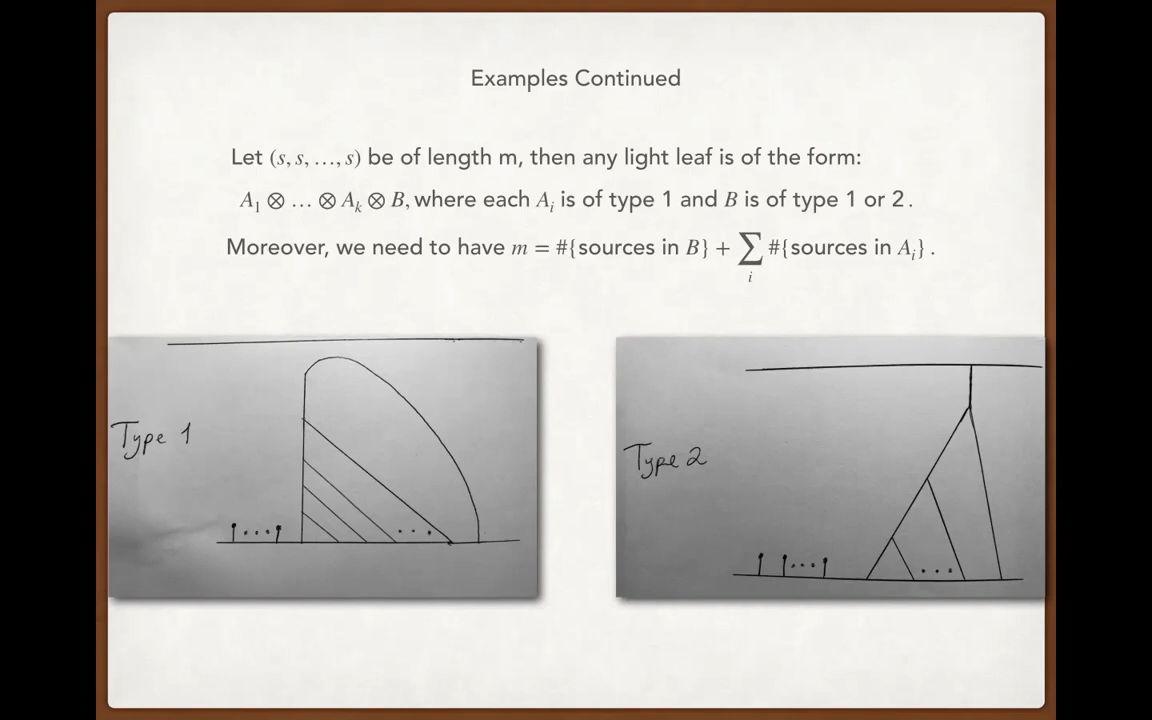 Examples Continued
Let (s, s, …, s) be of length m, then any light leaf is of the form:
A₁ ⊗ … ⊗ Aₖ ⊗ B, where each Aᵢ is of type 1 and B is of type 1 or 2.
Moreover, we need to have m = #{sources in B} + ∑ᵢ #{sources in Aᵢ}.
Type 1
Type 2